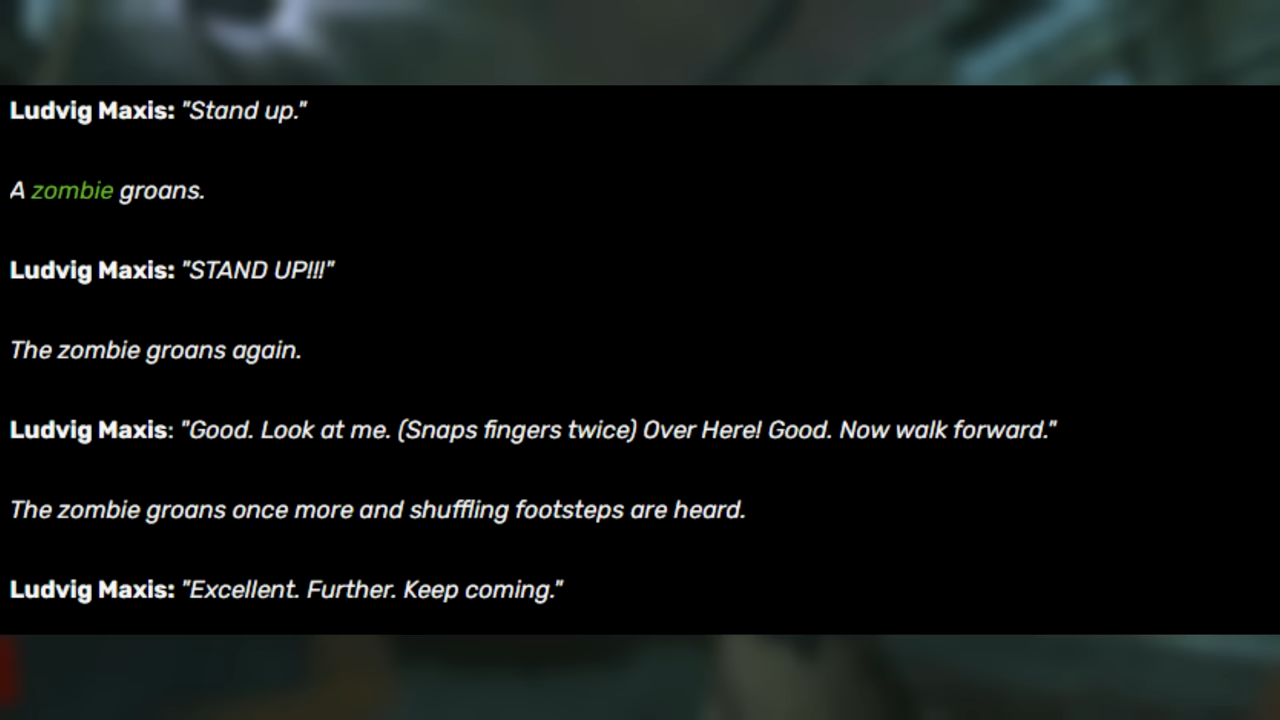 Ludvig Maxis: "Stand up."
A zombie groans.
Ludvig Maxis: "STAND UP!!!"
The zombie groans again.
Ludvig Maxis: "Good. Look at me. (Snaps fingers twice) Over Here! Good. Now walk forward."
The zombie groans once more and shuffling footsteps are heard.
Ludvig Maxis: "Excellent. Further. Keep coming."